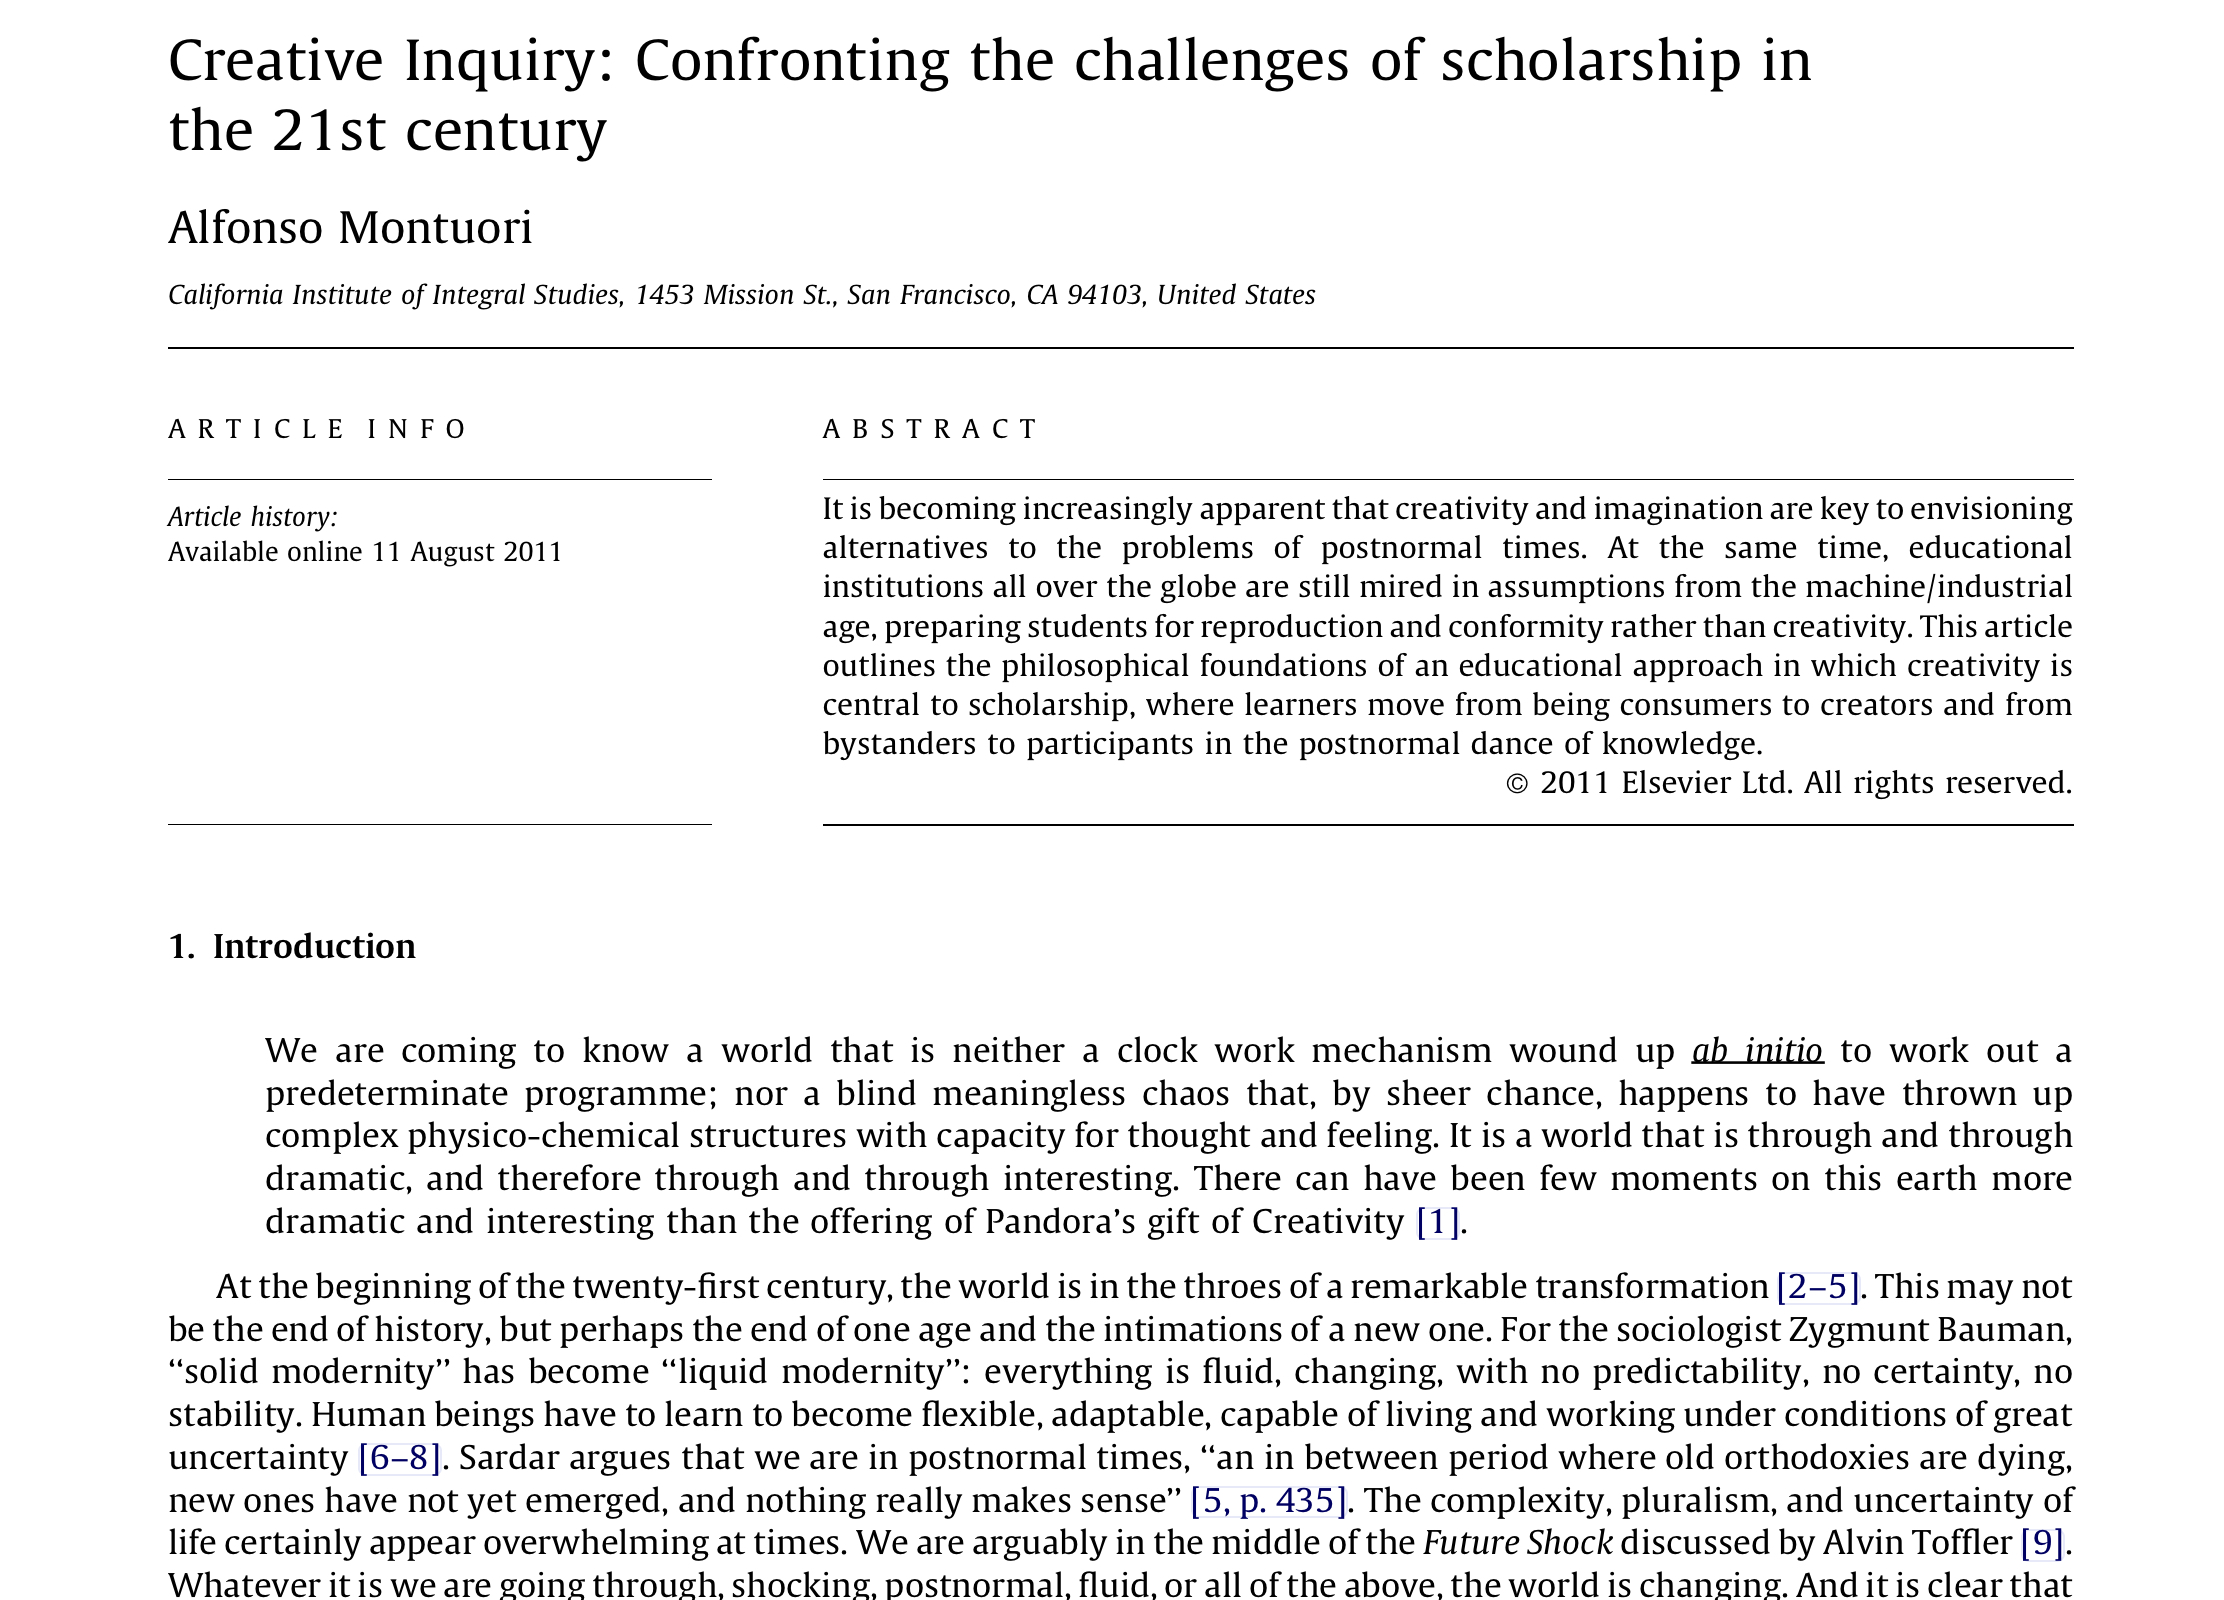 Creative Inquiry: Confronting the challenges of scholarship in
the 21st century
Alfonso Montuori
California Institute of Integral Studies, 1453 Mission St., San Francisco, CA 94103, United States
ARTICLE INFO
Article history:
Available online 11 August 2011
ABSTRACT
It is becoming increasingly apparent that creativity and imagination are key to envisioning
alternatives to the problems of postnormal times. At the same time, educational
institutions all over the globe are still mired in assumptions from the machine/industrial
age, preparing students for reproduction and conformity rather than creativity. This article
outlines the philosophical foundations of an educational approach in which creativity is
central to scholarship, where learners move from being consumers to creators and from
bystanders to participants in the postnormal dance of knowledge.
© 2011 Elsevier Ltd. All rights reserved.
1. Introduction
We are coming to know a world that is neither a clock work mechanism wound up ab initio to work out a
predeterminate programme; nor a blind meaningless chaos that, by sheer chance, happens to have thrown up
complex physico-chemical structures with capacity for thought and feeling. It is a world that is through and through
dramatic, and therefore through and through interesting. There can have been few moments on this earth more
dramatic and interesting than the offering of Pandora's gift of Creativity [1].
At the beginning of the twenty-first century, the world is in the throes of a remarkable transformation [2–5]. This may not
be the end of history, but perhaps the end of one age and the intimations of a new one. For the sociologist Zygmunt Bauman,
‘‘solid modernity’’ has become ‘‘liquid modernity’’: everything is fluid, changing, with no predictability, no certainty, no
stability. Human beings have to learn to become flexible, adaptable, capable of living and working under conditions of great
uncertainty [6–8]. Sardar argues that we are in postnormal times, ‘‘an in between period where old orthodoxies are dying,
new ones have not yet emerged, and nothing really makes sense’’ [5, p. 435]. The complexity, pluralism, and uncertainty of
life certainly appear overwhelming at times. We are arguably in the middle of the Future Shock discussed by Alvin Toffler [9].
Whatever it is we are going through, shocking, postnormal, fluid, or all of the above, the world is changing. And it is clear that